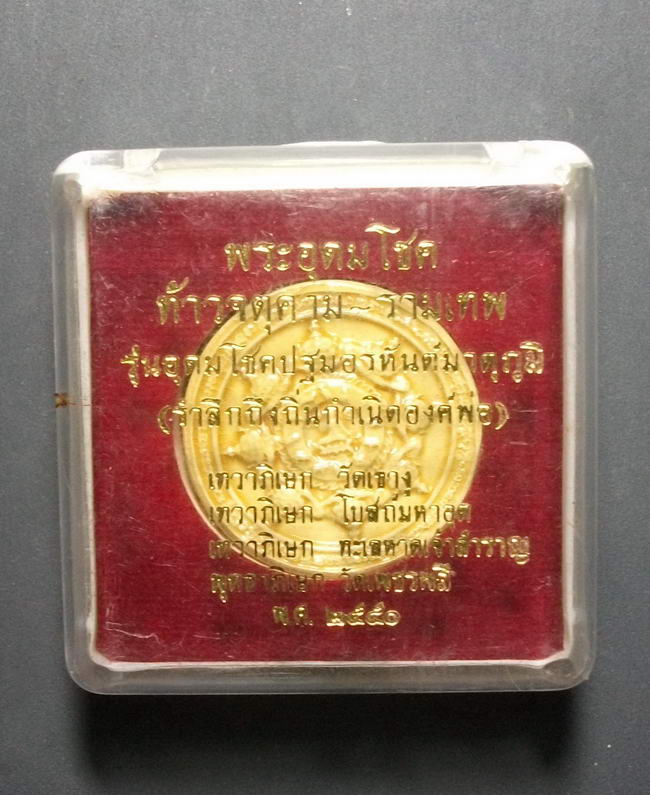 พระอุดมโชค
ท้าวจตุคาม~รามเทพ
รุ่นอุดมโชคปฐมอรหันต์มาตุภูมิ
(รำลึกถึงถิ่นกำเนิดองค์พ่อ)
เทวาภิเษก วัดเขางู
เทวาภิเษก โบสถ์มหาอุด
เทวาภิเษก ทะเลหาดเจ้าสำราญ
พุทธาภิเษก วัดเพชรพลี
พ.ศ. ๒๕๕๐